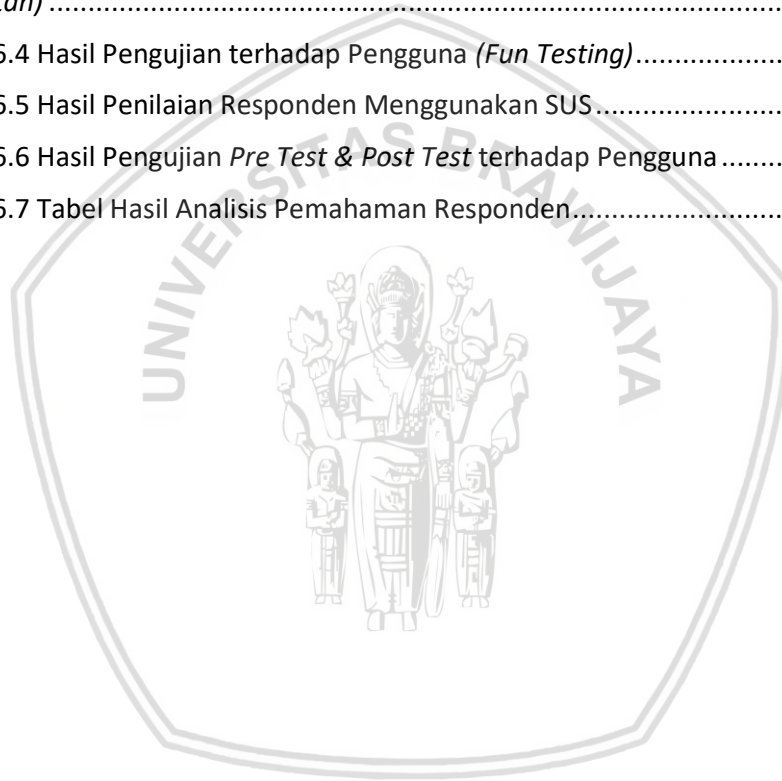 an) ........................................................................................
6.4 Hasil Pengujian terhadap Pengguna (Fun Testing)...................
6.5 Hasil Penilaian Responden Menggunakan SUS.........................
6.6 Hasil Pengujian Pre Test & Post Test terhadap Pengguna.......
6.7 Tabel Hasil Analisis Pemahaman Responden............................
UNIVERSITAS BRAWIJAYA